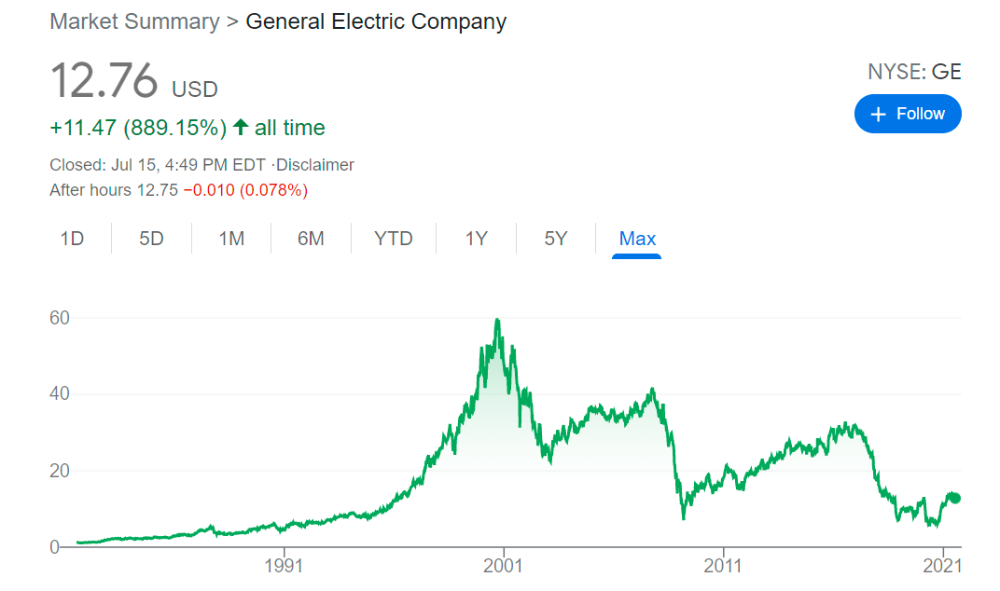 Market Summary > General Electric Company
12.76 USD
NYSE: GE
+11.47 (889.15%) ↑ all time
+ Follow
Closed: Jul 15, 4:49 PM EDT ·Disclaimer
After hours 12.75 −0.010 (0.078%)
1D 5D 1M 6M YTD 1Y 5Y Max
60
40
20
0
1991 2001 2011 2021